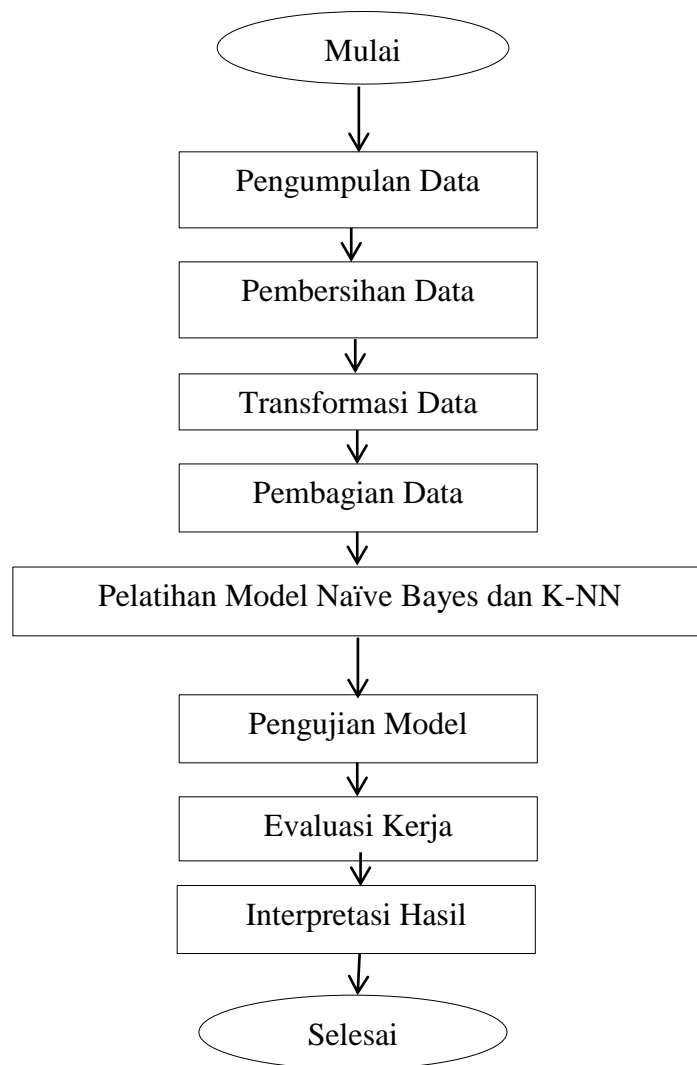 Mulai
Pengumpulan Data
Pembersihan Data
Transformasi Data
Pembagian Data
Pelatihan Model Naïve Bayes dan K-NN
Pengujian Model
Evaluasi Kerja
Interpretasi Hasil
Selesai